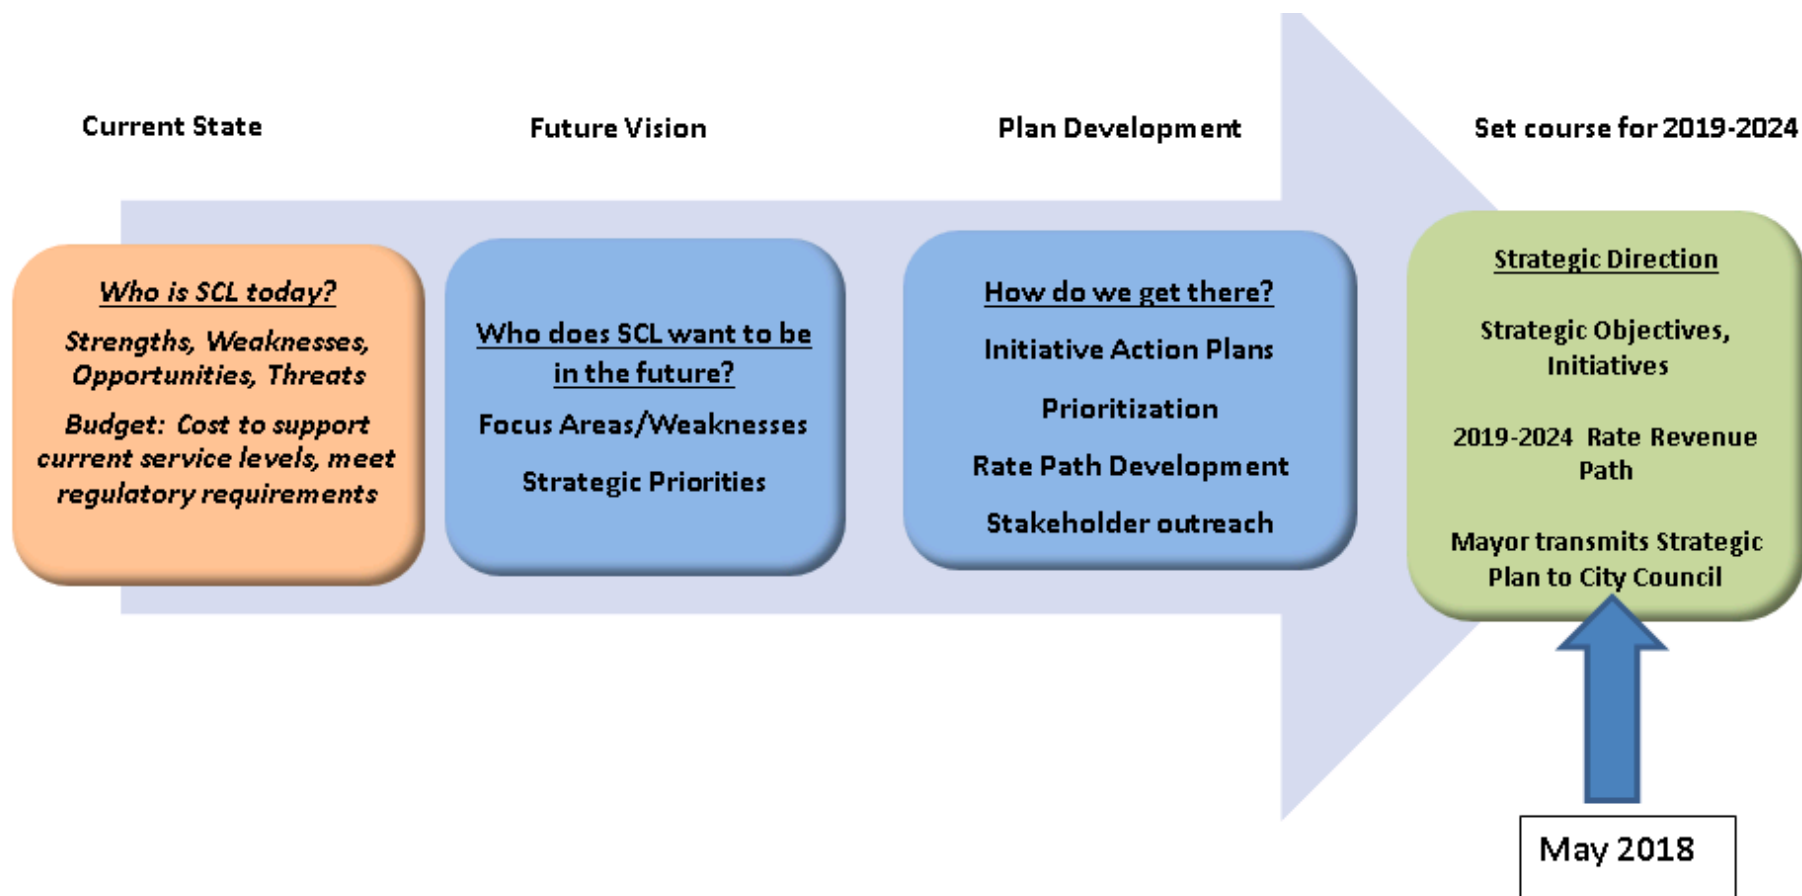 Current State
Future Vision
Plan Development
Set course for 2019-2024
Who is SCL today?
Strengths, Weaknesses,
Opportunities, Threats
Budget: Cost to support
current service levels, meet
regulatory requirements
Who does SCL want to be
in the future?
Focus Areas/Weaknesses
Strategic Priorities
How do we get there?
Initiative Action Plans
Prioritization
Rate Path Development
Stakeholder outreach
Strategic Direction
Strategic Objectives,
Initiatives
2019-2024 Rate Revenue
Path
Mayor transmits Strategic
Plan to City Council
May 2018